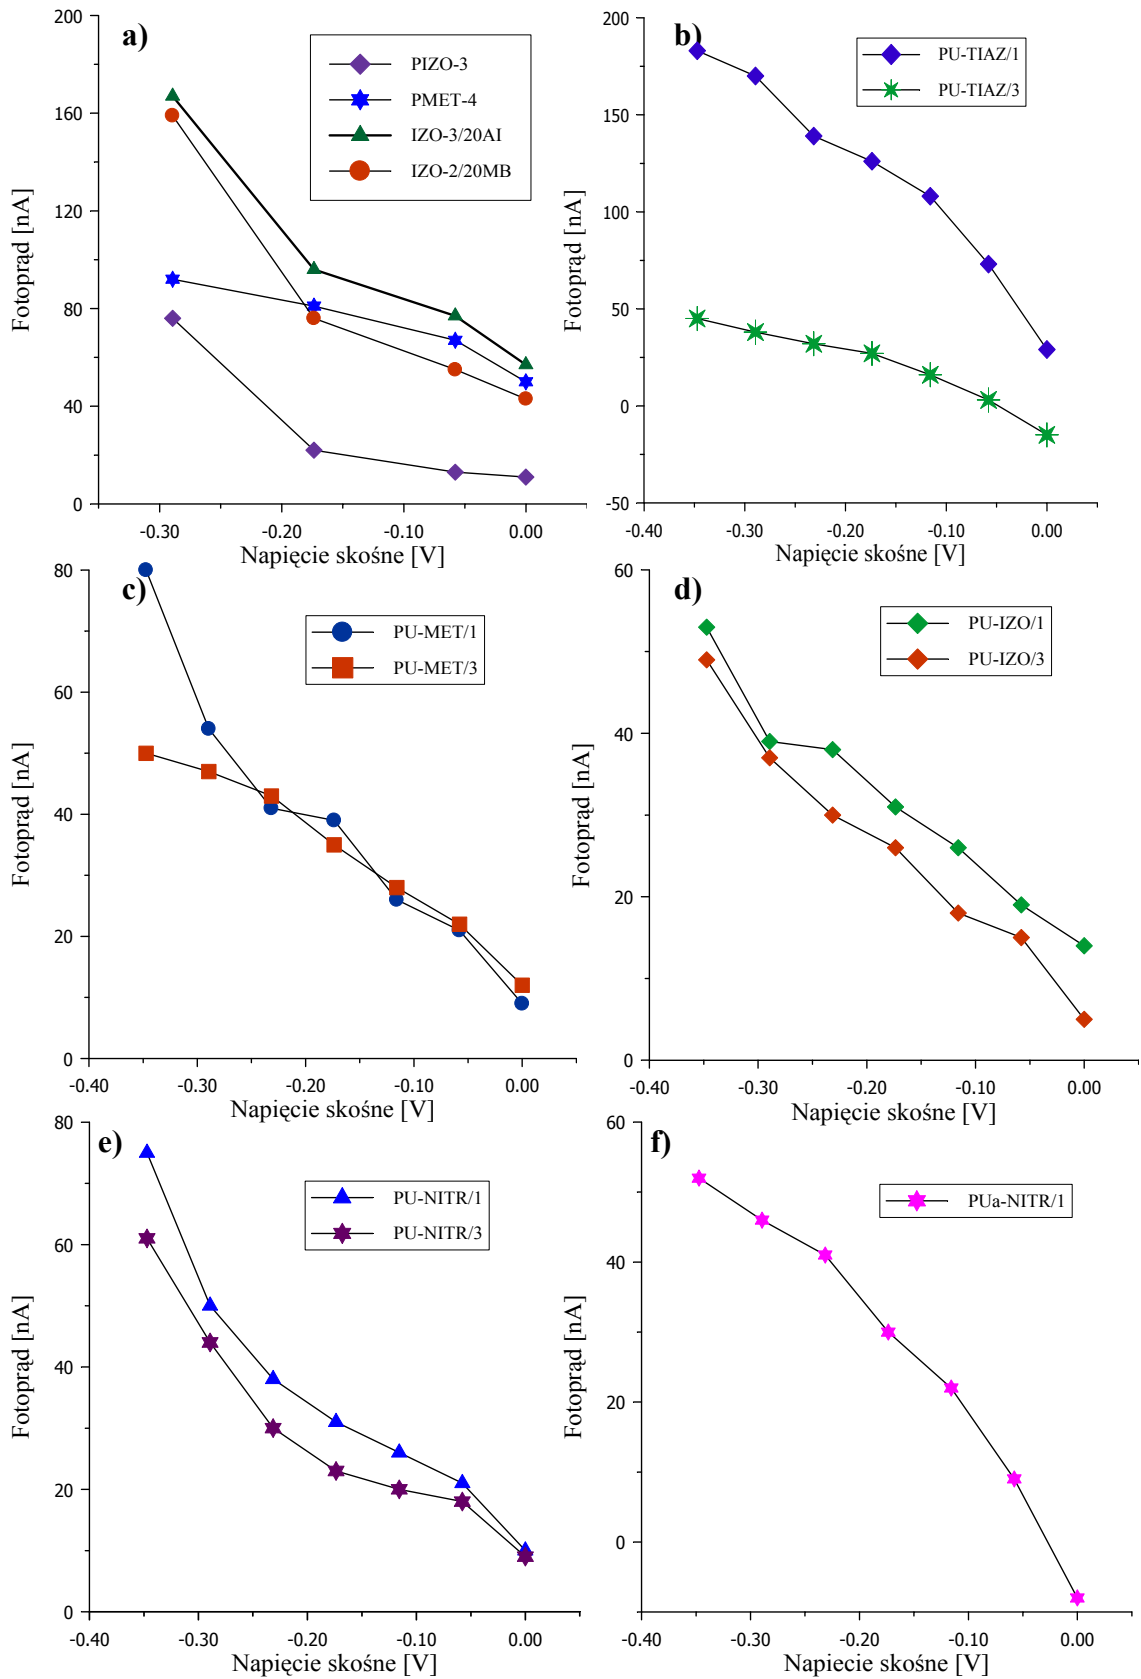 a)
200
160
120
80
40
0
Fotoprąd [nA]
PIZO-3
PMET-4
IZO-3/20AI
IZO-2/20MB
-0.30
-0.20
-0.10
0.00
Napięcie skośne [V]
b)
200
150
100
50
0
-50
Fotoprąd [nA]
PU-TIAZ/1
PU-TIAZ/3
-0.40
-0.30
-0.20
-0.10
0.00
Napięcie skośne [V]
c)
80
60
40
20
0
Fotoprąd [nA]
PU-MET/1
PU-MET/3
-0.40
-0.30
-0.20
-0.10
0.00
Napięcie skośne [V]
d)
60
40
20
0
Fotoprąd [nA]
PU-IZO/1
PU-IZO/3
-0.40
-0.30
-0.20
-0.10
0.00
Napięcie skośne [V]
e)
80
60
40
20
0
Fotoprąd [nA]
PU-NITR/1
PU-NITR/3
-0.40
-0.30
-0.20
-0.10
0.00
Napięcie skośne [V]
f)
60
40
20
0
Fotoprąd [nA]
PUa-NITR/1
-0.40
-0.30
-0.20
-0.10
0.00
Napięcie skośne [V]